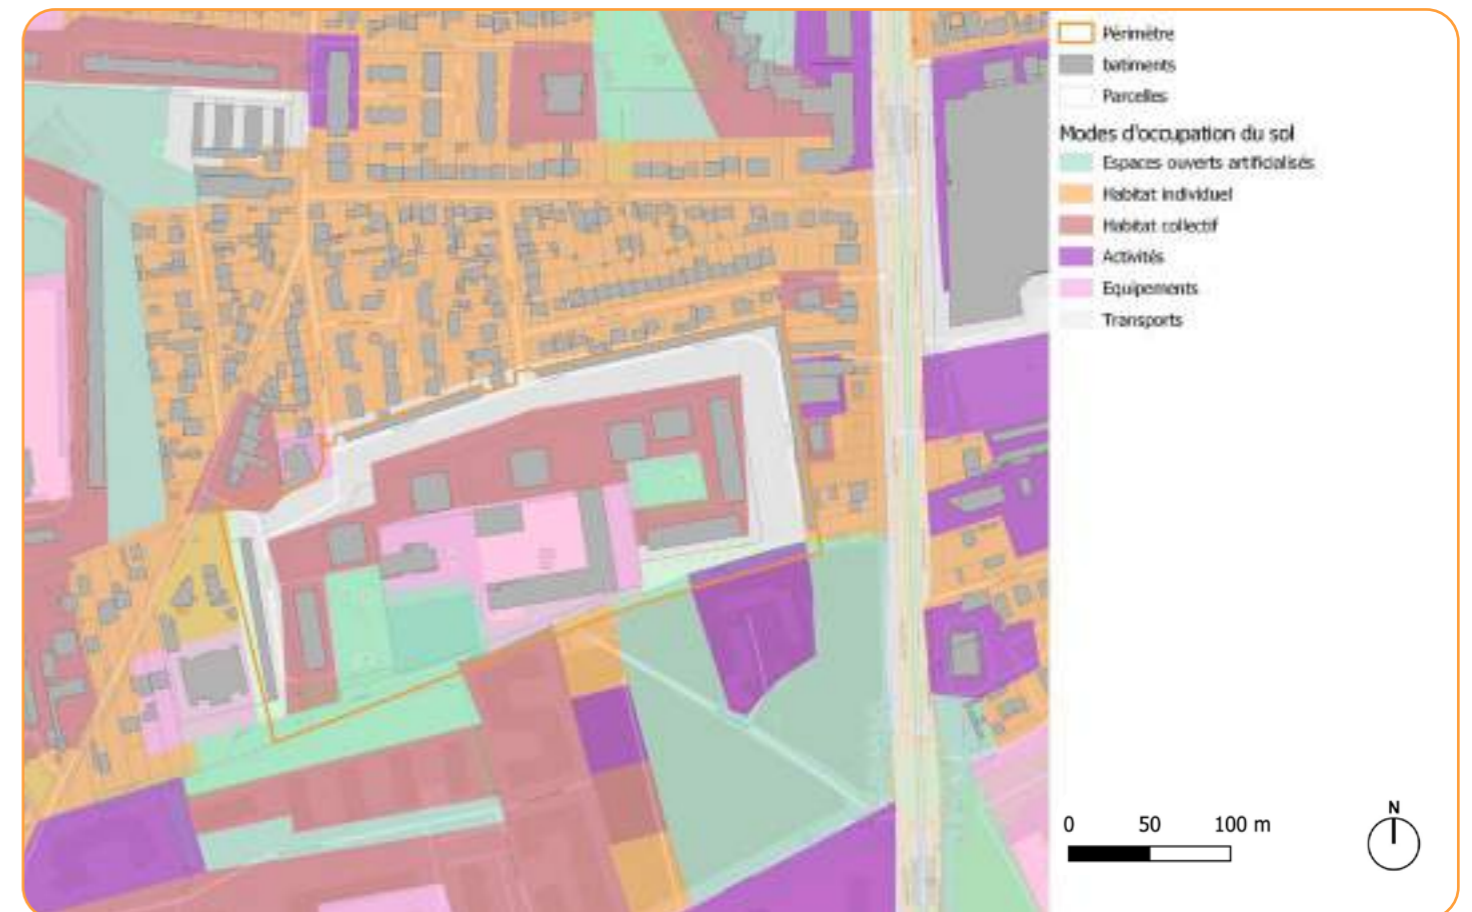 Périmètre
batiments
Parcelles
Modes d'occupation du sol
Espaces ouverts artificialisés
Habitat individuel
Habitat collectif
Activités
Equipements
Transports
0 50 100 m
N